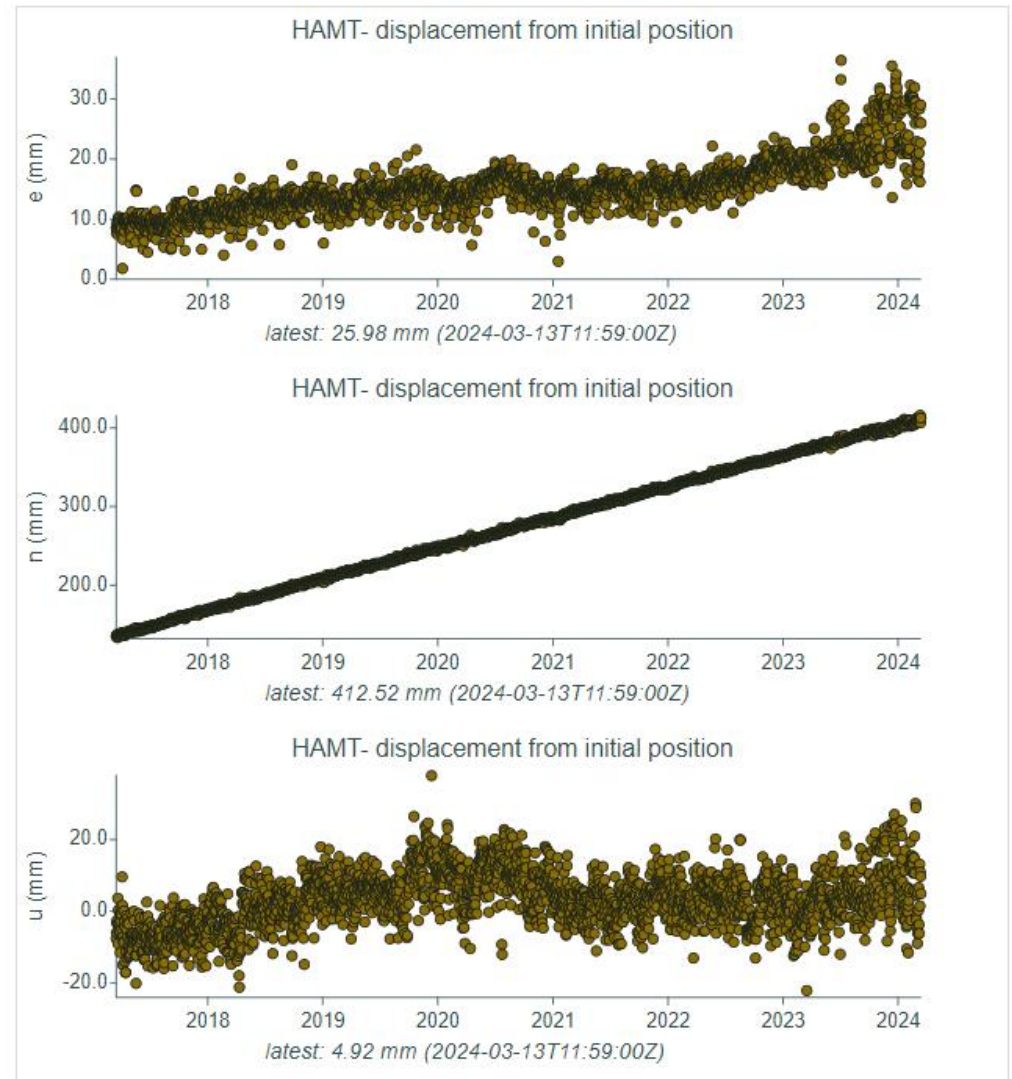 HAMT- displacement from initial position
30.0
20.0
10.0
0.0
e (mm)
2018 2019 2020 2021 2022 2023 2024
latest: 25.98 mm (2024-03-13T11:59:00Z)
HAMT- displacement from initial position
400.0
300.0
200.0
n (mm)
2018 2019 2020 2021 2022 2023 2024
latest: 412.52 mm (2024-03-13T11:59:00Z)
HAMT- displacement from initial position
20.0
0.0
-20.0
u (mm)
2018 2019 2020 2021 2022 2023 2024
latest: 4.92 mm (2024-03-13T11:59:00Z)